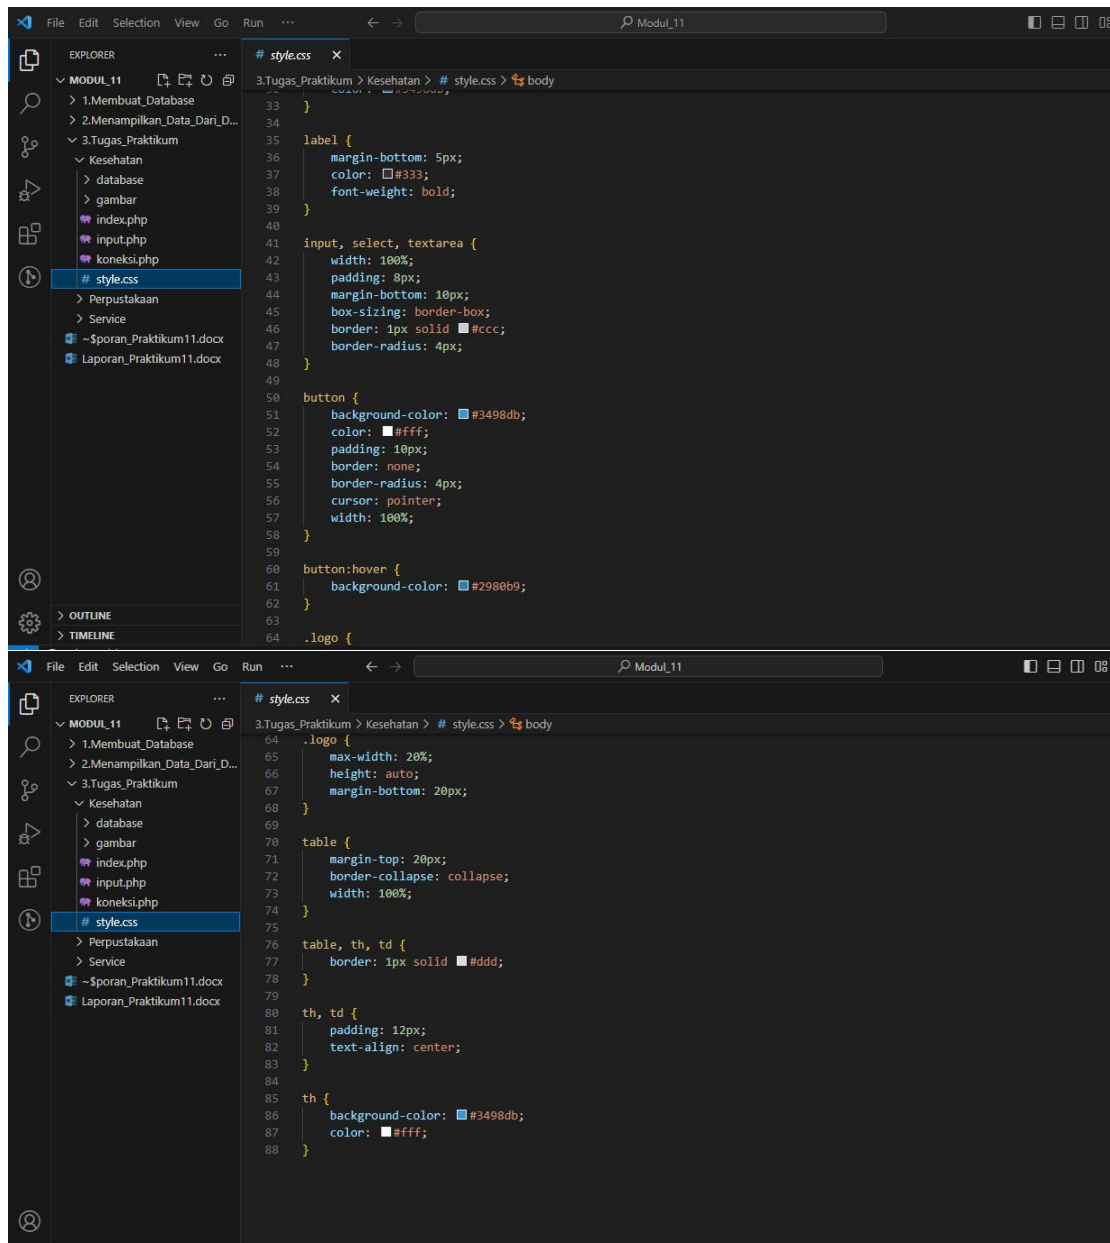 File Edit Selection View Go Run ··· ← → Modul_11
EXPLORER ···
MODUL_11
> 1.Membuat_Database
> 2.Menampilkan_Data_Dari_D...
3.Tugas_Praktikum
Kesehatan
> database
> gambar
index.php
input.php
koneksi.php
# style.css
> Perpustakaan
> Service
~$poran_Praktikum11.docx
Laporan_Praktikum11.docx
> OUTLINE
> TIMELINE
# style.css ×
3.Tugas_Praktikum > Kesehatan > # style.css > body
32 color: #3498db;
33 }
34
35 label {
36 margin-bottom: 5px;
37 color: #333;
38 font-weight: bold;
39 }
40
41 input, select, textarea {
42 width: 100%;
43 padding: 8px;
44 margin-bottom: 10px;
45 box-sizing: border-box;
46 border: 1px solid #ccc;
47 border-radius: 4px;
48 }
49
50 button {
51 background-color: #3498db;
52 color: #fff;
53 padding: 10px;
54 border: none;
55 border-radius: 4px;
56 cursor: pointer;
57 width: 100%;
58 }
59
60 button:hover {
61 background-color: #2980b9;
62 }
63
64 .logo {
File Edit Selection View Go Run ··· ← → Modul_11
EXPLORER ···
MODUL_11
> 1.Membuat_Database
> 2.Menampilkan_Data_Dari_D...
3.Tugas_Praktikum
Kesehatan
> database
> gambar
index.php
input.php
koneksi.php
# style.css
> Perpustakaan
> Service
~$poran_Praktikum11.docx
Laporan_Praktikum11.docx
# style.css ×
3.Tugas_Praktikum > Kesehatan > # style.css > body
64 .logo {
65 max-width: 20%;
66 height: auto;
67 margin-bottom: 20px;
68 }
69
70 table {
71 margin-top: 20px;
72 border-collapse: collapse;
73 width: 100%;
74 }
75
76 table, th, td {
77 border: 1px solid #ddd;
78 }
79
80 th, td {
81 padding: 12px;
82 text-align: center;
83 }
84
85 th {
86 background-color: #3498db;
87 color: #fff;
88 }